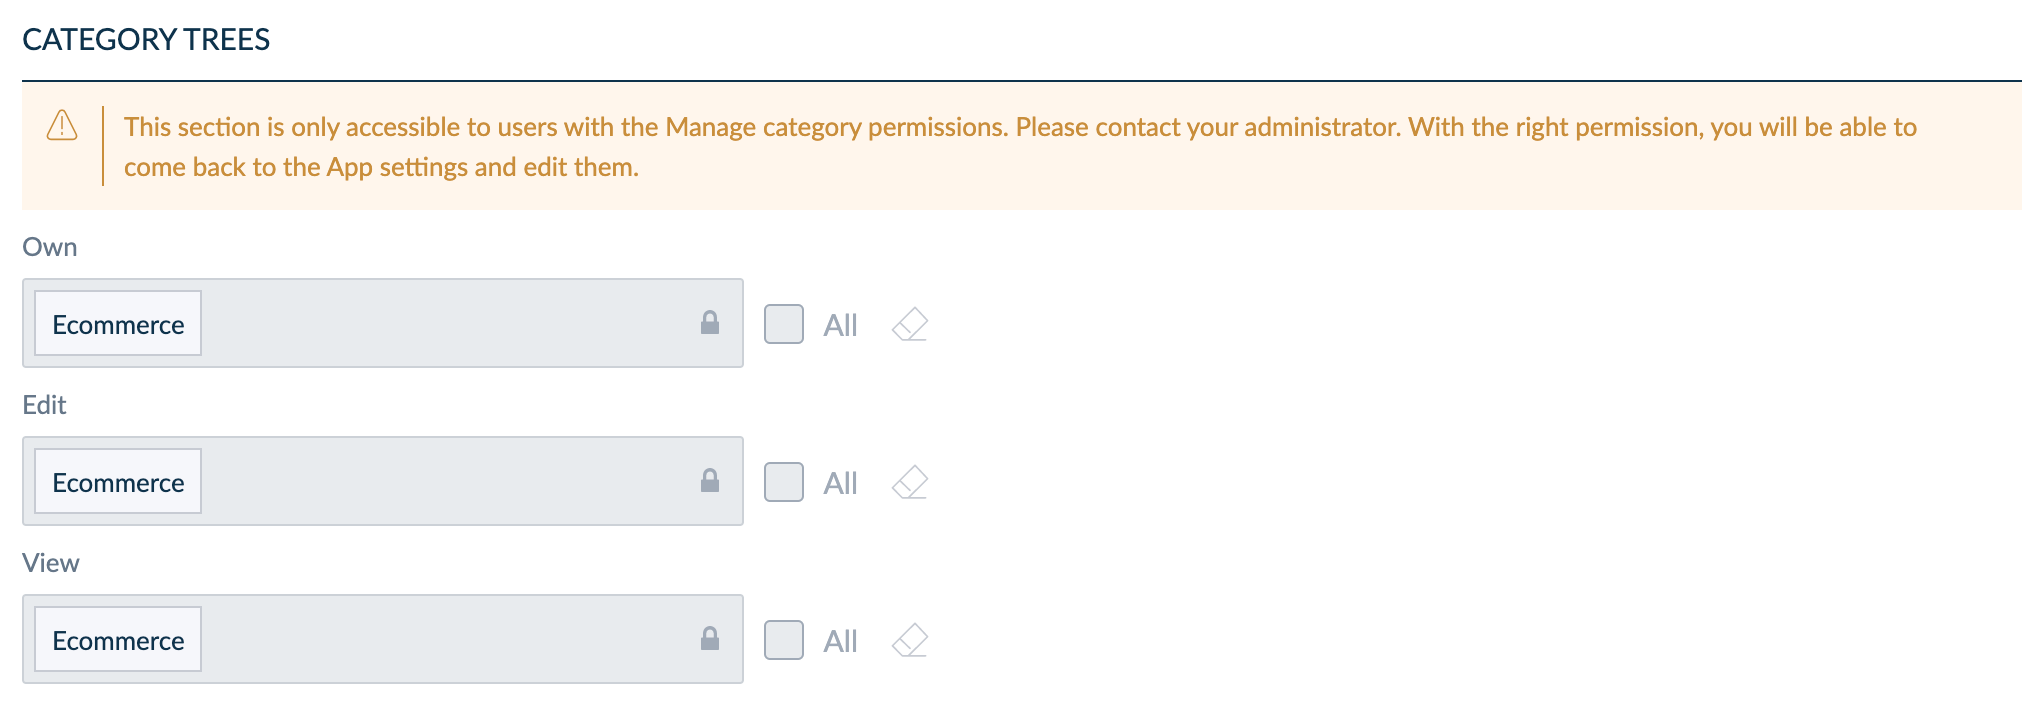 CATEGORY TREES
This section is only accessible to users with the Manage category permissions. Please contact your administrator. With the right permission, you will be able to
come back to the App settings and edit them.
Own
Ecommerce All
Edit
Ecommerce All
View
Ecommerce All